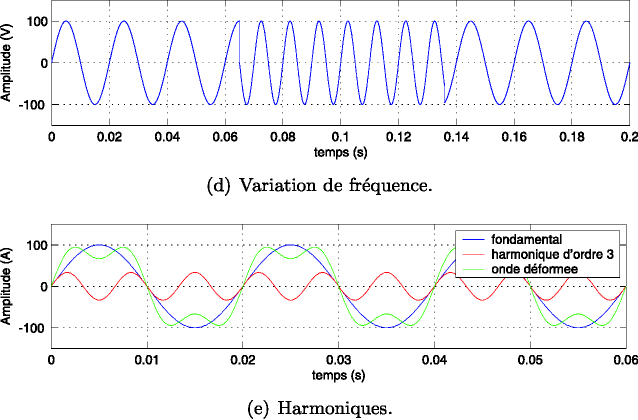 Amplitude (V)
100
0
-100
0 0.02 0.04 0.06 0.08 0.1 0.12 0.14 0.16 0.18 0.2
temps (s)
(d) Variation de fréquence.
Amplitude (A)
100
0
-100
fondamental
harmonique d'ordre 3
onde déformee
0 0.01 0.02 0.03 0.04 0.05 0.06
temps (s)
(e) Harmoniques.